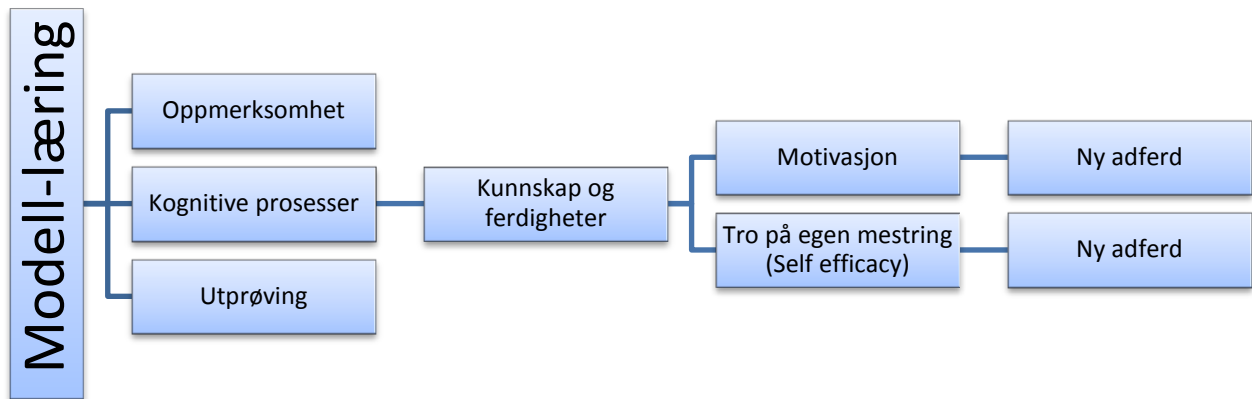 Modell-læring
Oppmerksomhet
Kognitive prosesser
Utprøving
Kunnskap og
ferdigheter
Motivasjon
Ny adferd
Tro på egen mestring
(Self efficacy)
Ny adferd